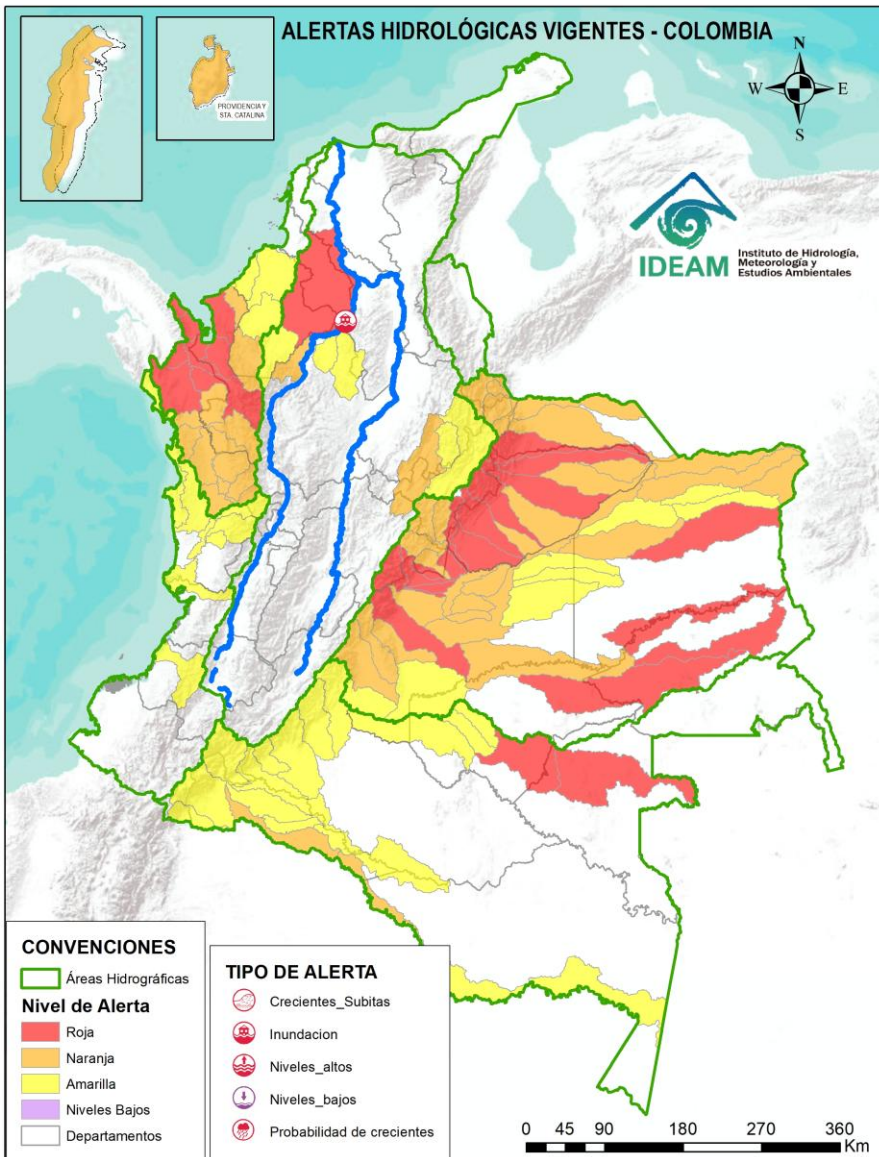 ALERTAS HIDROLÓGICAS VIGENTES - COLOMBIA
PROVIDENCIA Y
STA. CATALINA
N
W E
S
IDEAM
Instituto de Hidrología,
Meteorología y
Estudios Ambientales
CONVENCIONES
Áreas Hidrográficas
Nivel de Alerta
Roja
Naranja
Amarilla
Niveles Bajos
Departamentos
TIPO DE ALERTA
Crecientes_Subitas
Inundacion
Niveles_altos
Niveles_bajos
Probabilidad de crecientes
0 45 90 180 270 360
Km